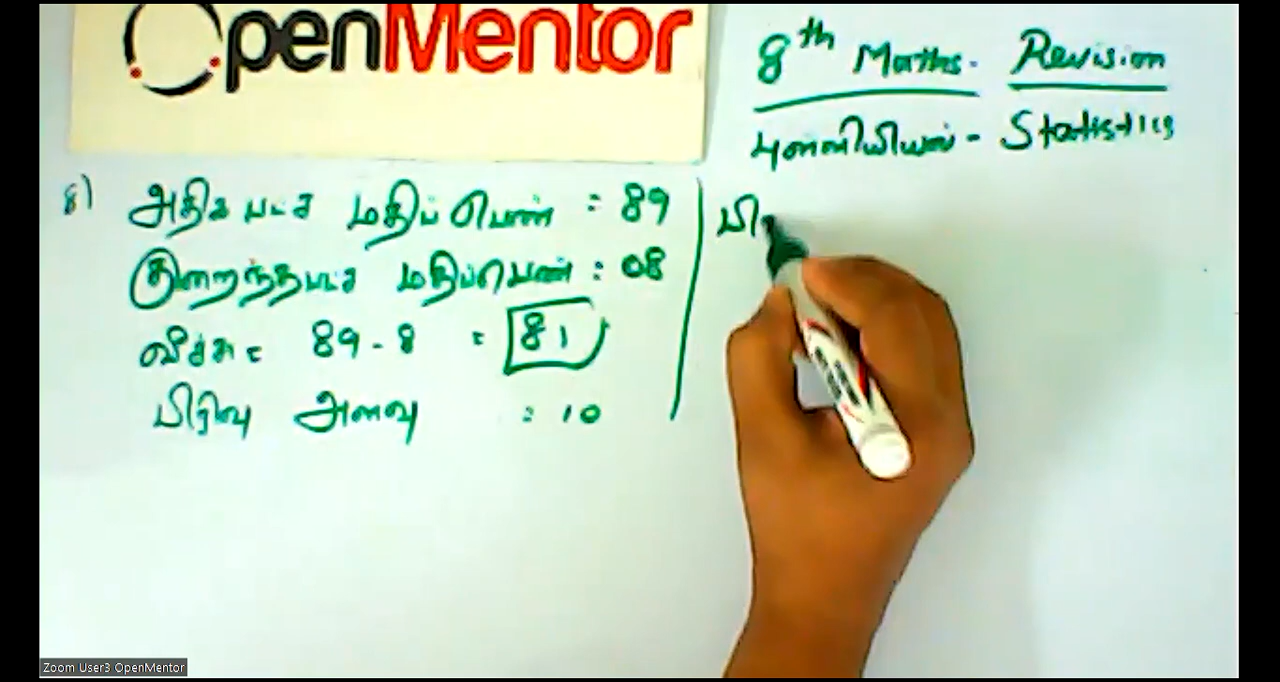 OpenMentor
8th Maths. Revision
புள்ளியியல் - Statistics
8) அதிக பட்ச மதிப்பெண் : 89
குறைந்தபட்ச மதிப்பெண் : 08
வீச்சு = 89 - 8 = 81
பிரிவு அளவு : 10
பி
Zoom User3 OpenMentor